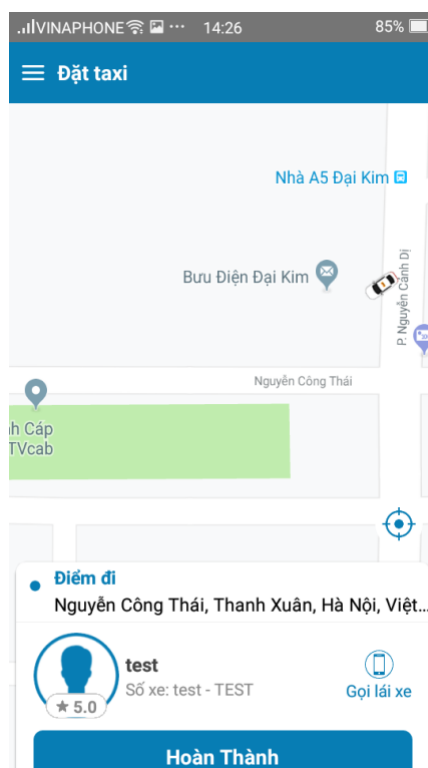 VINAPHONE ... 14:26 85%
Đặt taxi
Nhà A5 Đại Kim
Bưu Điện Đại Kim
P. Nguyễn Cảnh Dị
Nguyễn Công Thái
h Cáp
TVcab
Điểm đi
Nguyễn Công Thái, Thanh Xuân, Hà Nội, Việt...
test
Số xe: test - TEST
★ 5.0
Gọi lái xe
Hoàn Thành